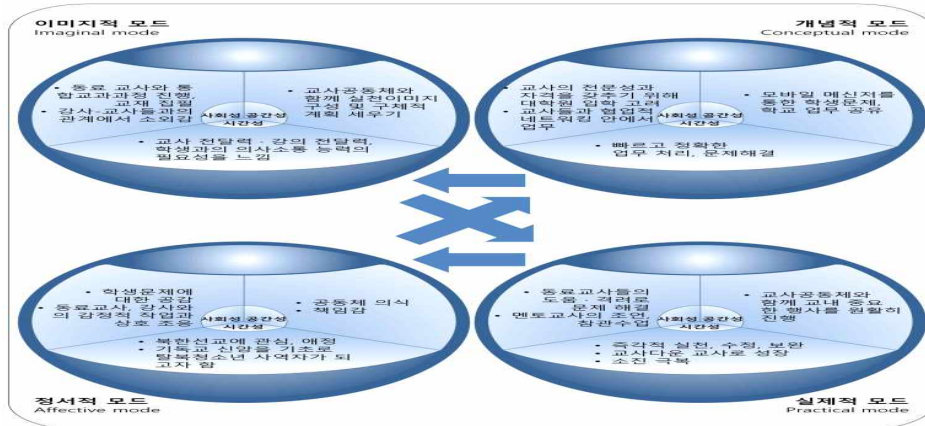 이미지적 모드
Imaginal mode
• 동료 교사와 통
합교과과정 진행,
교재 집필
• 강사, 교사들과의
관계에서 소외감
• 교사공동체와
함께 실천이미지
구성 및 구체적
계획 세우기
사회성 공간성
시간성
• 교사 전달력·강의 전달력,
학생과의 의사소통 능력의
필요성을 느낌
개념적 모드
Conceptual mode
• 교사의 전문성과
자격을 갖추기 위해
대학원 입학 고려
• 교사들과 협업적
네트워킹 안에서
업무
• 모바일 메신저를
통한 학생문제,
학교 업무 공유
사회성 공간성
시간성
• 빠르고 정확한
업무 처리, 문제해결
• 학생문제에
대한 공감
• 동료교사, 강사와
의 감정적 작업과
상호 조응
• 공동체 의식
• 책임감
사회성 공간성
시간성
• 북한선교에 관심, 애정
• 기독교 신앙을 기초로
탈북청소년 사역자가 되
고자 함
정서적 모드
Affective mode
• 동료교사들의
도움·격려로
문제 해결
• 멘토교사의 조언,
참관수업
• 교사공동체와
함께 교내 중요
한 행사를 원활히
진행
사회성 공간성
시간성
• 즉각적 실천, 수정, 보완
• 교사다운 교사로 성장
• 소진 극복
실제적 모드
Practical mode